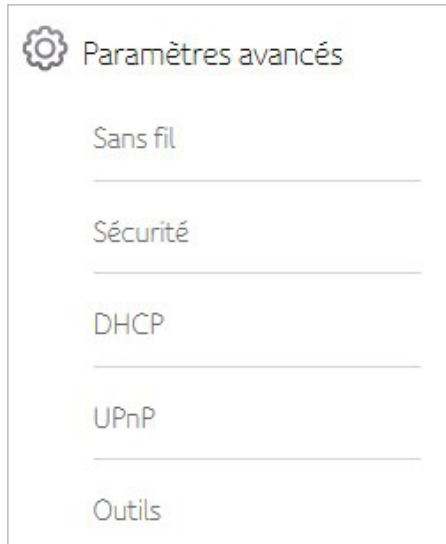 Paramètres avancés
Sans fil
Sécurité
DHCP
UPnP
Outils